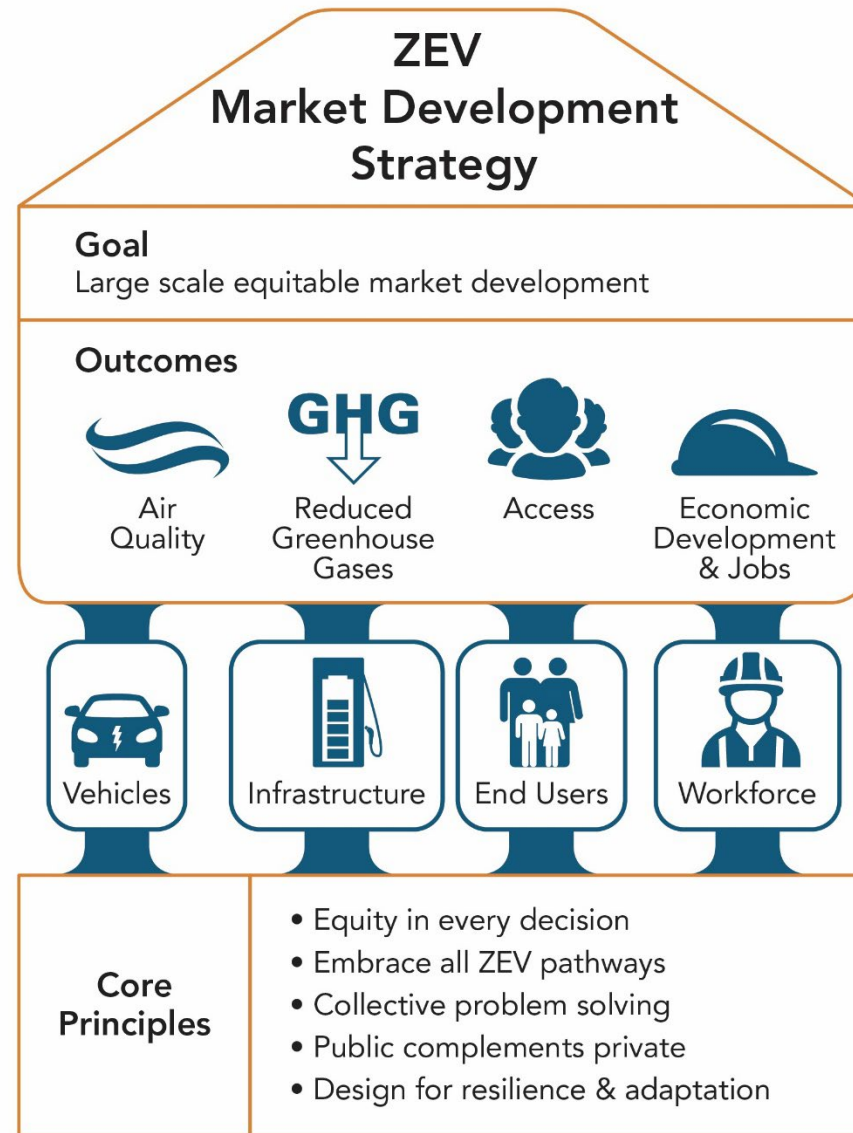 ZEV
Market Development
Strategy
Goal
Large scale equitable market development
Outcomes
GHG
Air
Quality
Reduced
Greenhouse
Gases
Access
Economic
Development
& Jobs
Vehicles
Infrastructure
End Users
Workforce
Core
Principles
• Equity in every decision
• Embrace all ZEV pathways
• Collective problem solving
• Public complements private
• Design for resilience & adaptation